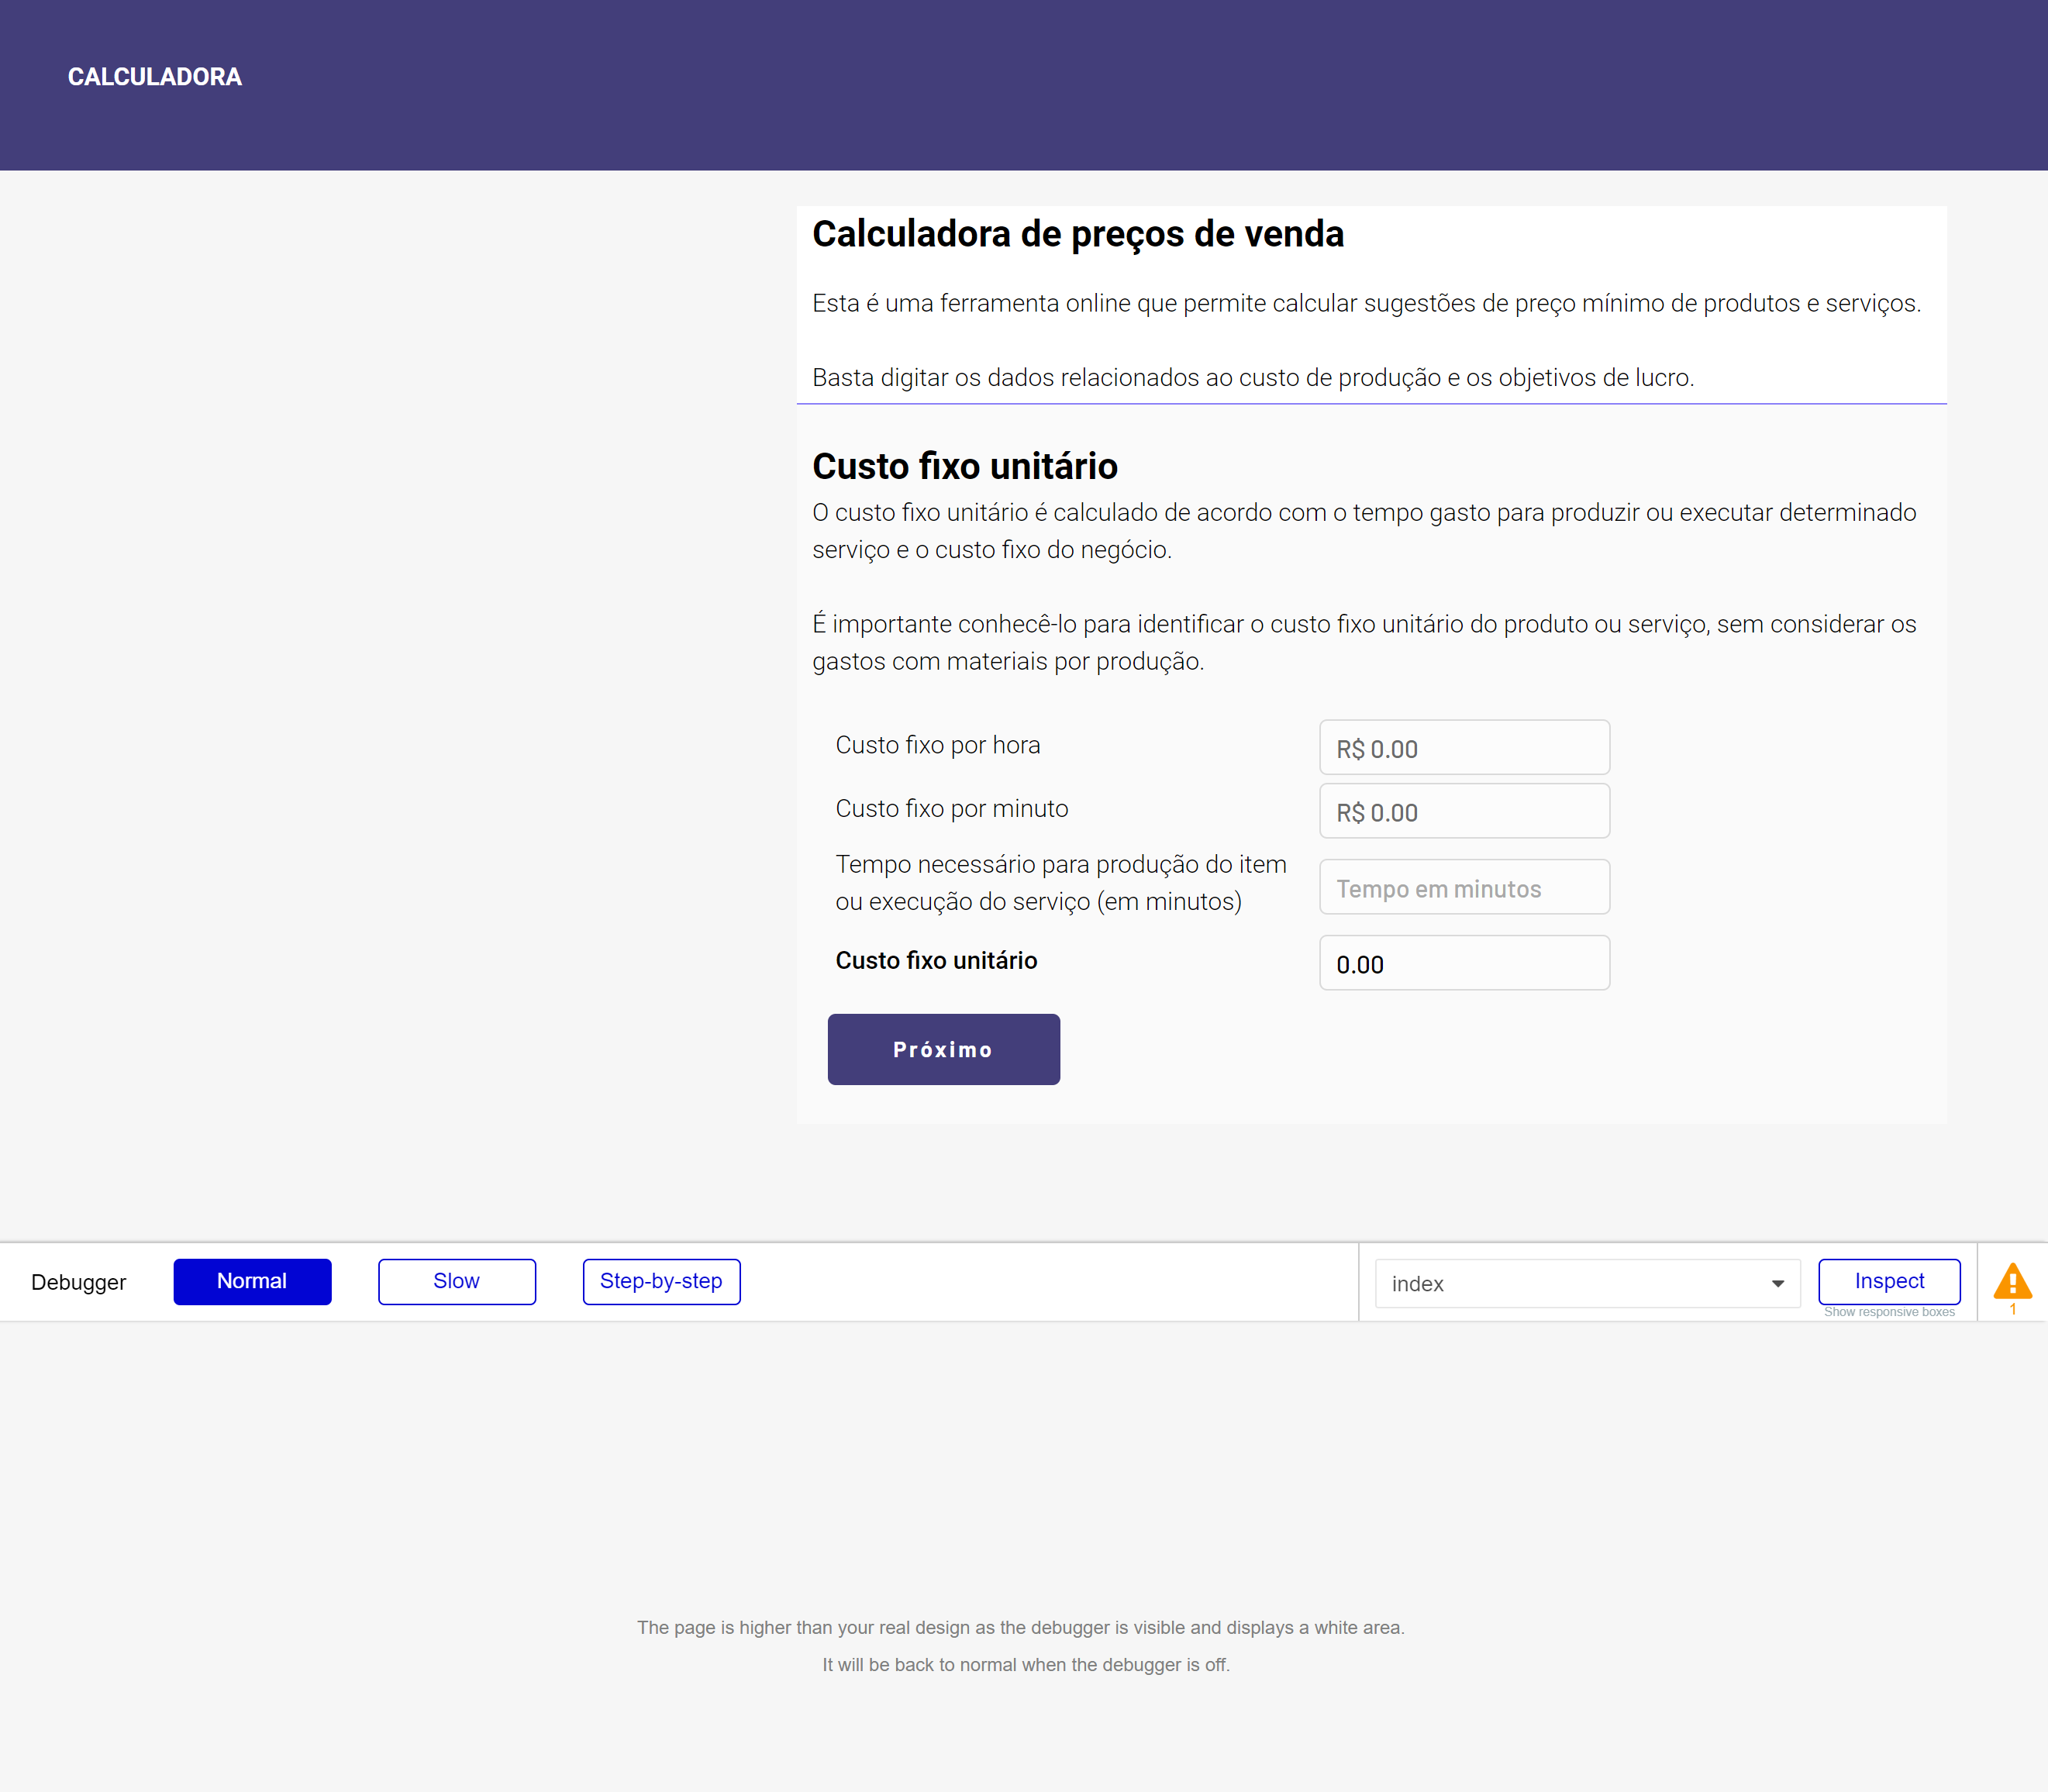 CALCULADORA
Calculadora de preços de venda
Esta é uma ferramenta online que permite calcular sugestões de preço mínimo de produtos e serviços.
Basta digitar os dados relacionados ao custo de produção e os objetivos de lucro.
Custo fixo unitário
O custo fixo unitário é calculado de acordo com o tempo gasto para produzir ou executar determinado
serviço e o custo fixo do negócio.
É importante conhecê-lo para identificar o custo fixo unitário do produto ou serviço, sem considerar os
gastos com materiais por produção.
Custo fixo por hora
R$ 0.00
Custo fixo por minuto
R$ 0.00
Tempo necessário para produção do item
ou execução do serviço (em minutos)
Tempo em minutos
Custo fixo unitário
0.00
Próximo
Debugger
Normal
Slow
Step-by-step
index
Inspect
Show responsive boxes
1
The page is higher than your real design as the debugger is visible and displays a white area.
It will be back to normal when the debugger is off.